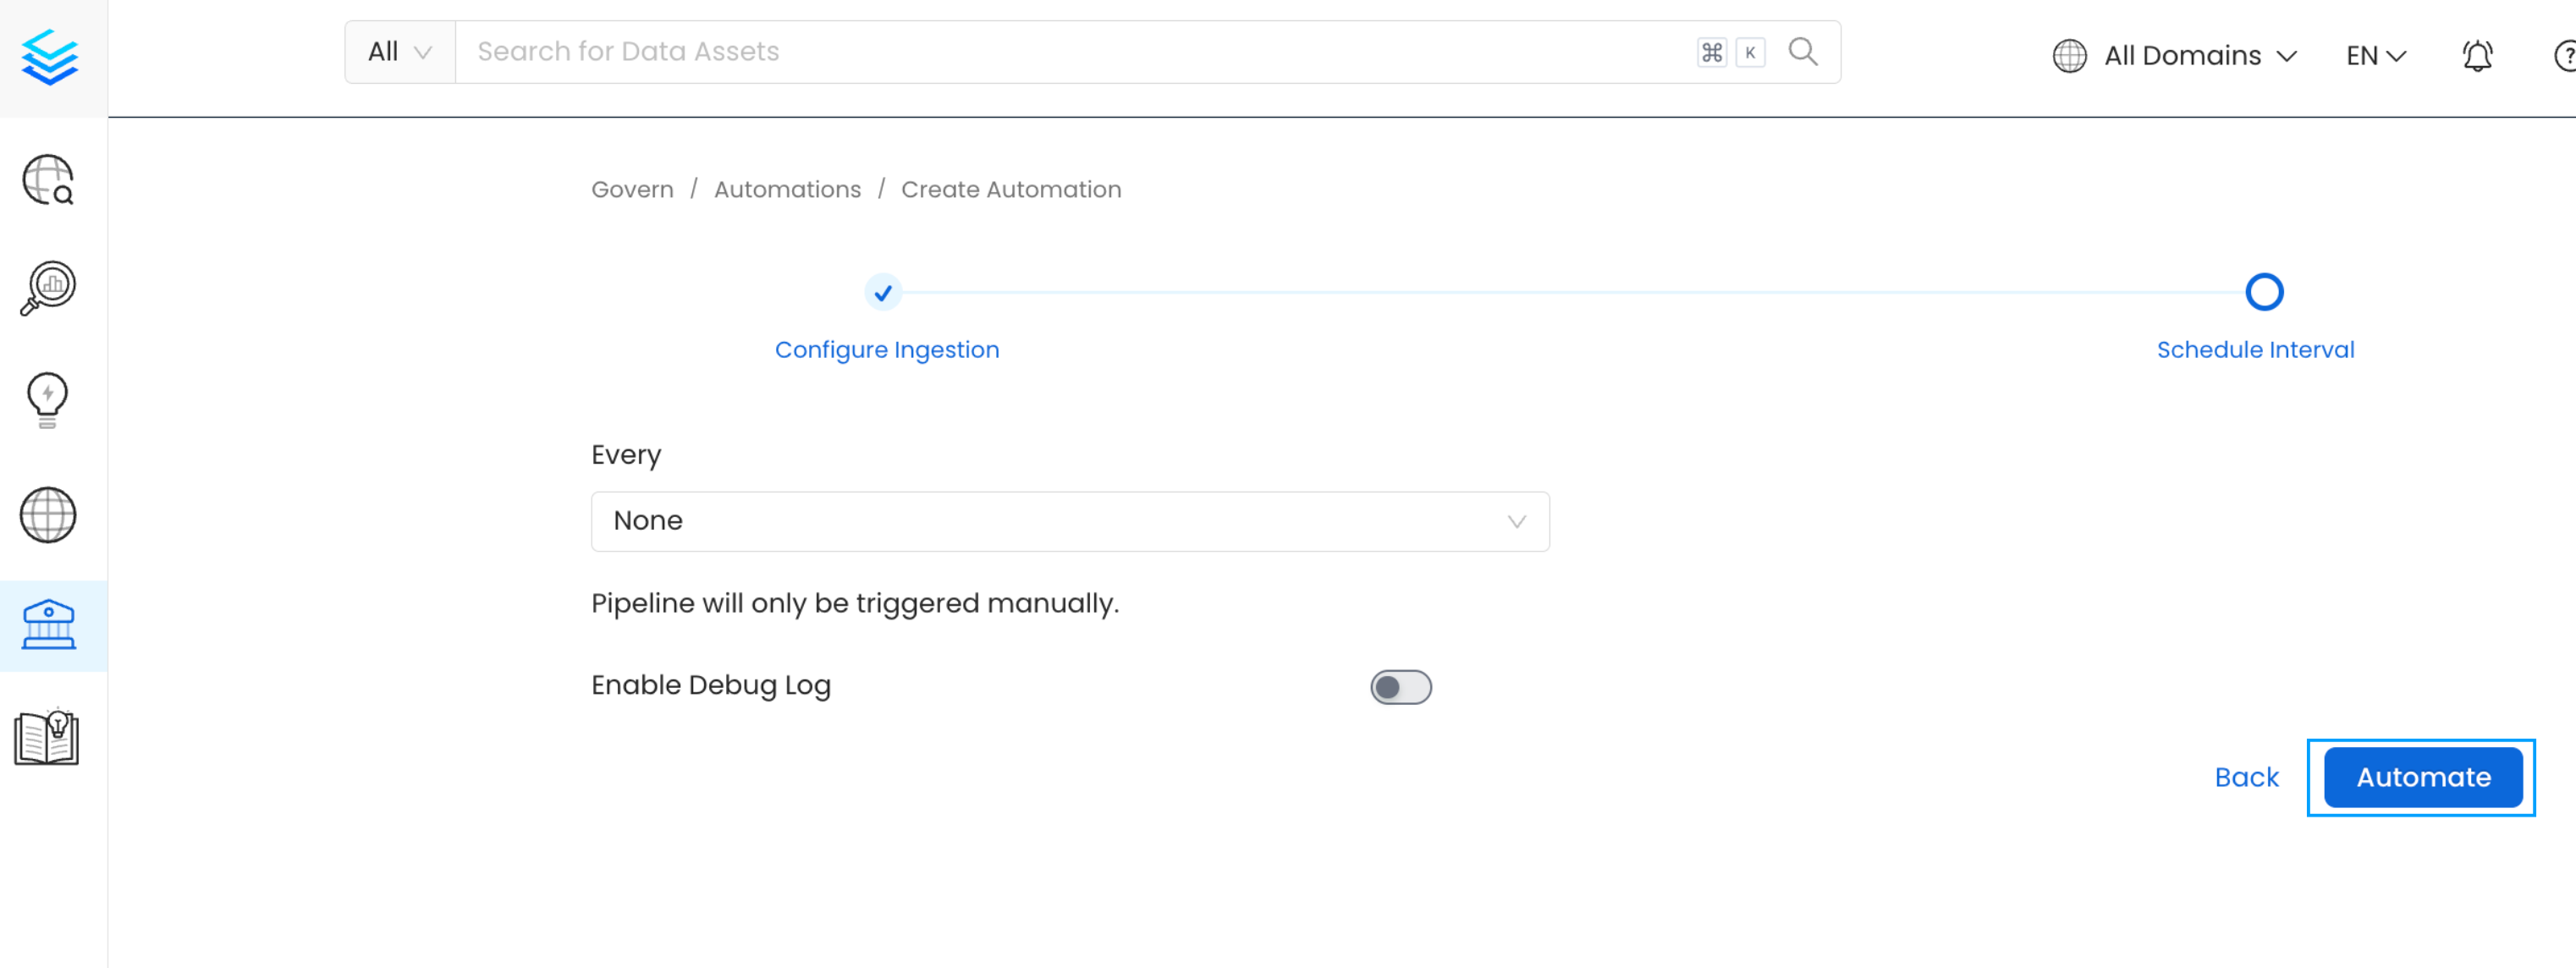 All Search for Data Assets ⌘ K All Domains EN
Govern / Automations / Create Automation
Configure Ingestion Schedule Interval
Every
None
Pipeline will only be triggered manually.
Enable Debug Log
Back Automate